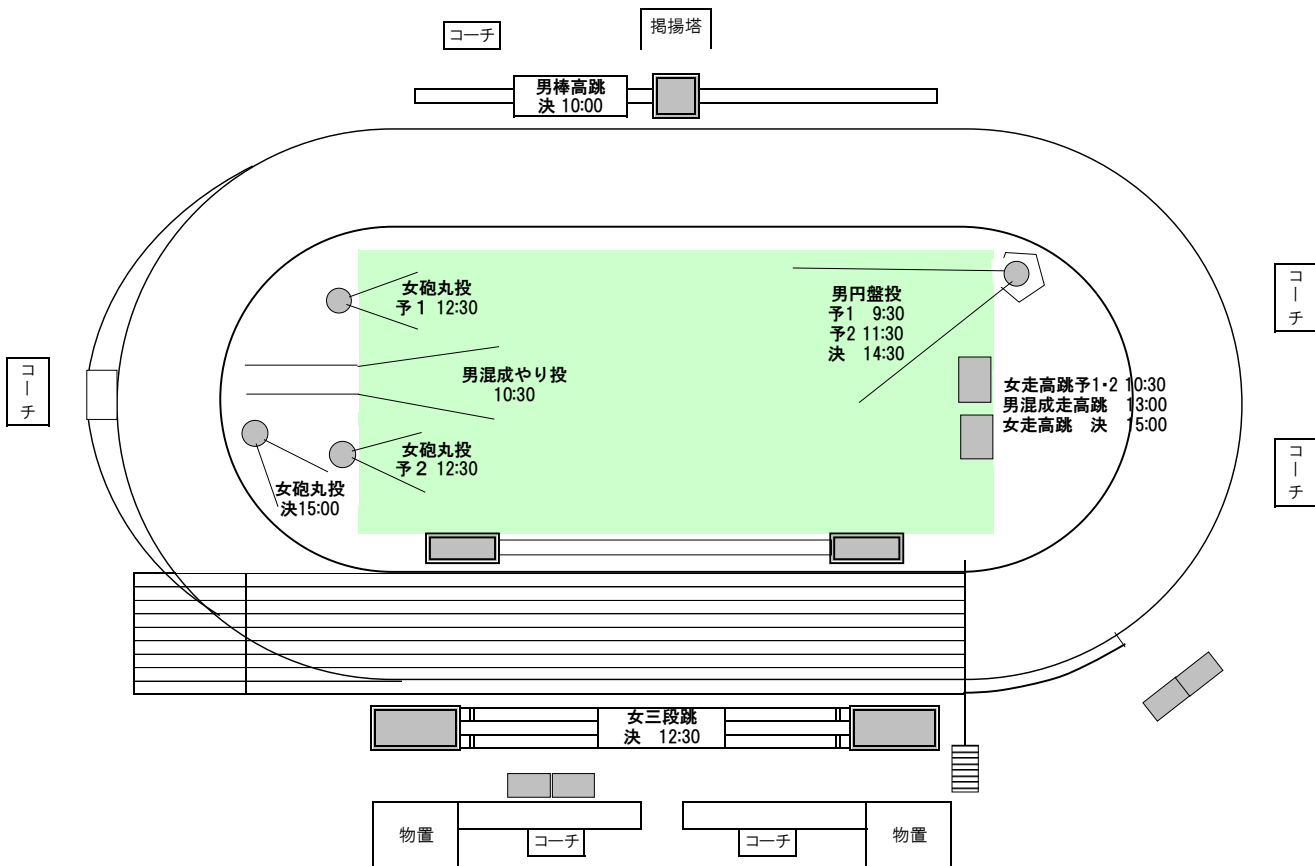 コーチ
掲揚塔
男棒高跳
決 10:00
女砲丸投
予１ 12:30
男円盤投
予1 9:30
予2 11:30
決 14:30
コーチ
コーチ
男混成やり投
10:30
女走高跳予1・2 10:30
男混成走高跳 13:00
女走高跳 決 15:00
女砲丸投
予２ 12:30
コーチ
女砲丸投
決15:00
女三段跳
決 12:30
物置
コーチ
コーチ
物置